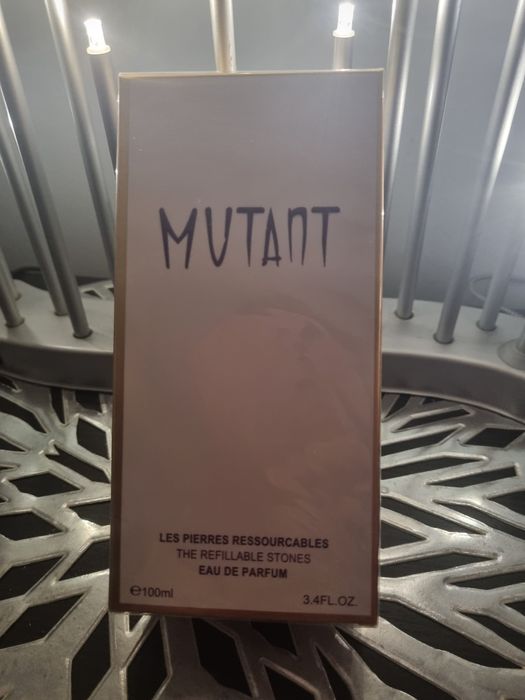 MUTANT
LES PIERRES RESSOURCABLES
THE REFILLABLE STONES
EAU DE PARFUM
℮100ml
3.4FL.OZ.